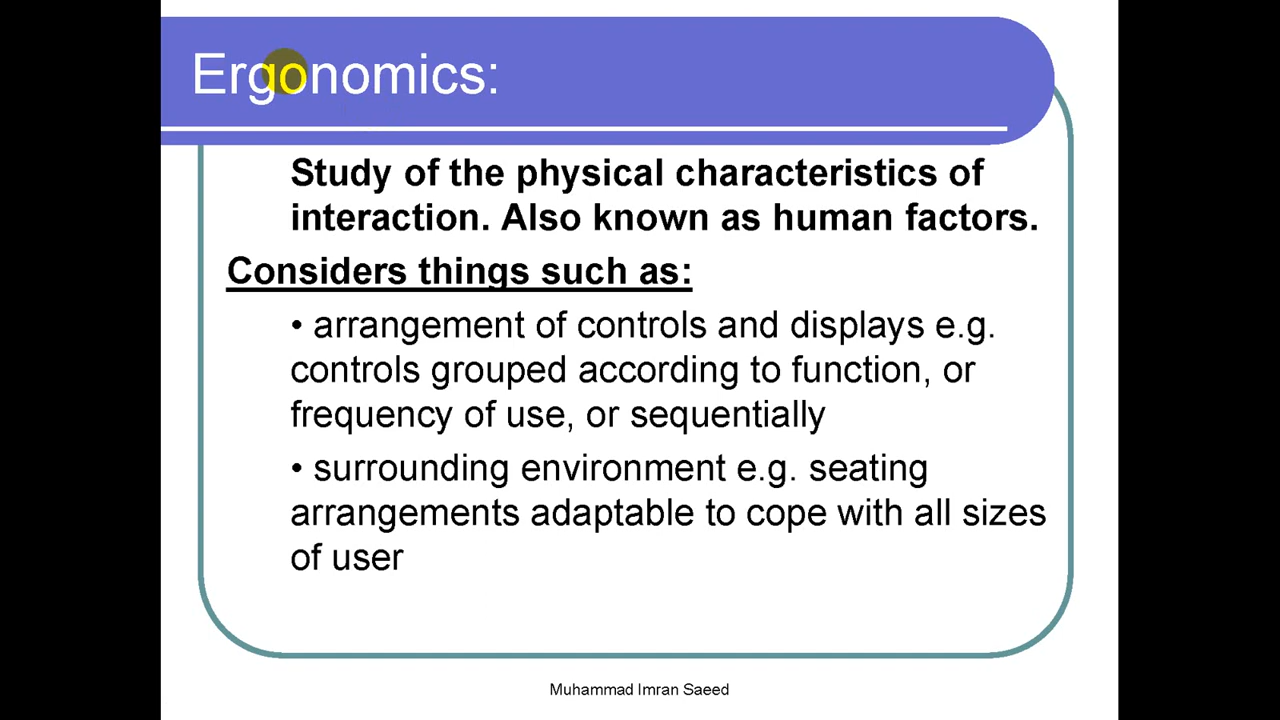 Ergonomics:
Study of the physical characteristics of
interaction. Also known as human factors.
Considers things such as:
• arrangement of controls and displays e.g.
controls grouped according to function, or
frequency of use, or sequentially
• surrounding environment e.g. seating
arrangements adaptable to cope with all sizes
of user
Muhammad Imran Saeed